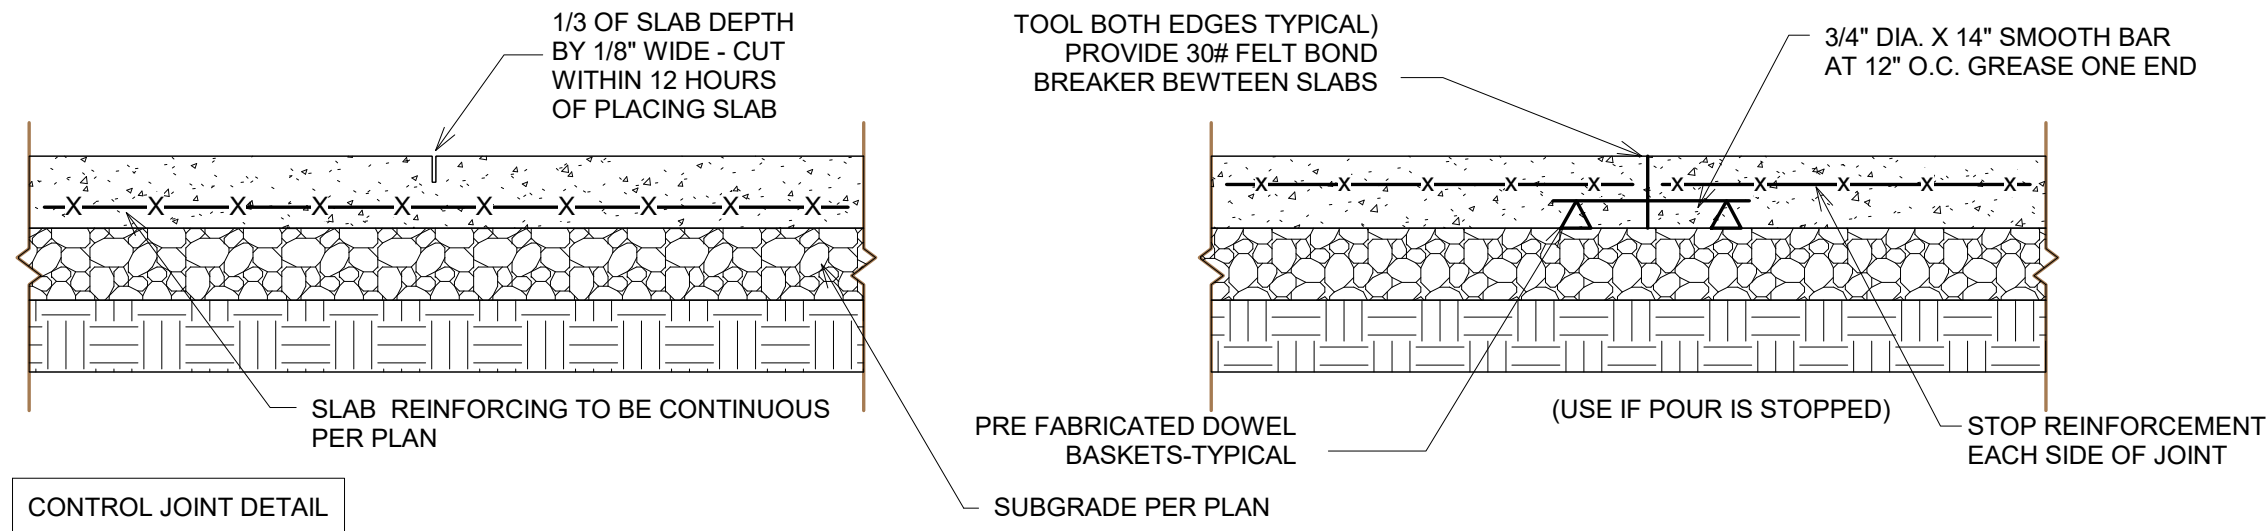 1/3 OF SLAB DEPTH
BY 1/8" WIDE - CUT
WITHIN 12 HOURS
OF PLACING SLAB
SLAB REINFORCING TO BE CONTINUOUS
PER PLAN
SUBGRADE PER PLAN
CONTROL JOINT DETAIL
TOOL BOTH EDGES TYPICAL)
PROVIDE 30# FELT BOND
BREAKER BEWTEEN SLABS
3/4" DIA. X 14" SMOOTH BAR
AT 12" O.C. GREASE ONE END
PRE FABRICATED DOWEL
BASKETS-TYPICAL
(USE IF POUR IS STOPPED)
STOP REINFORCEMENT
EACH SIDE OF JOINT